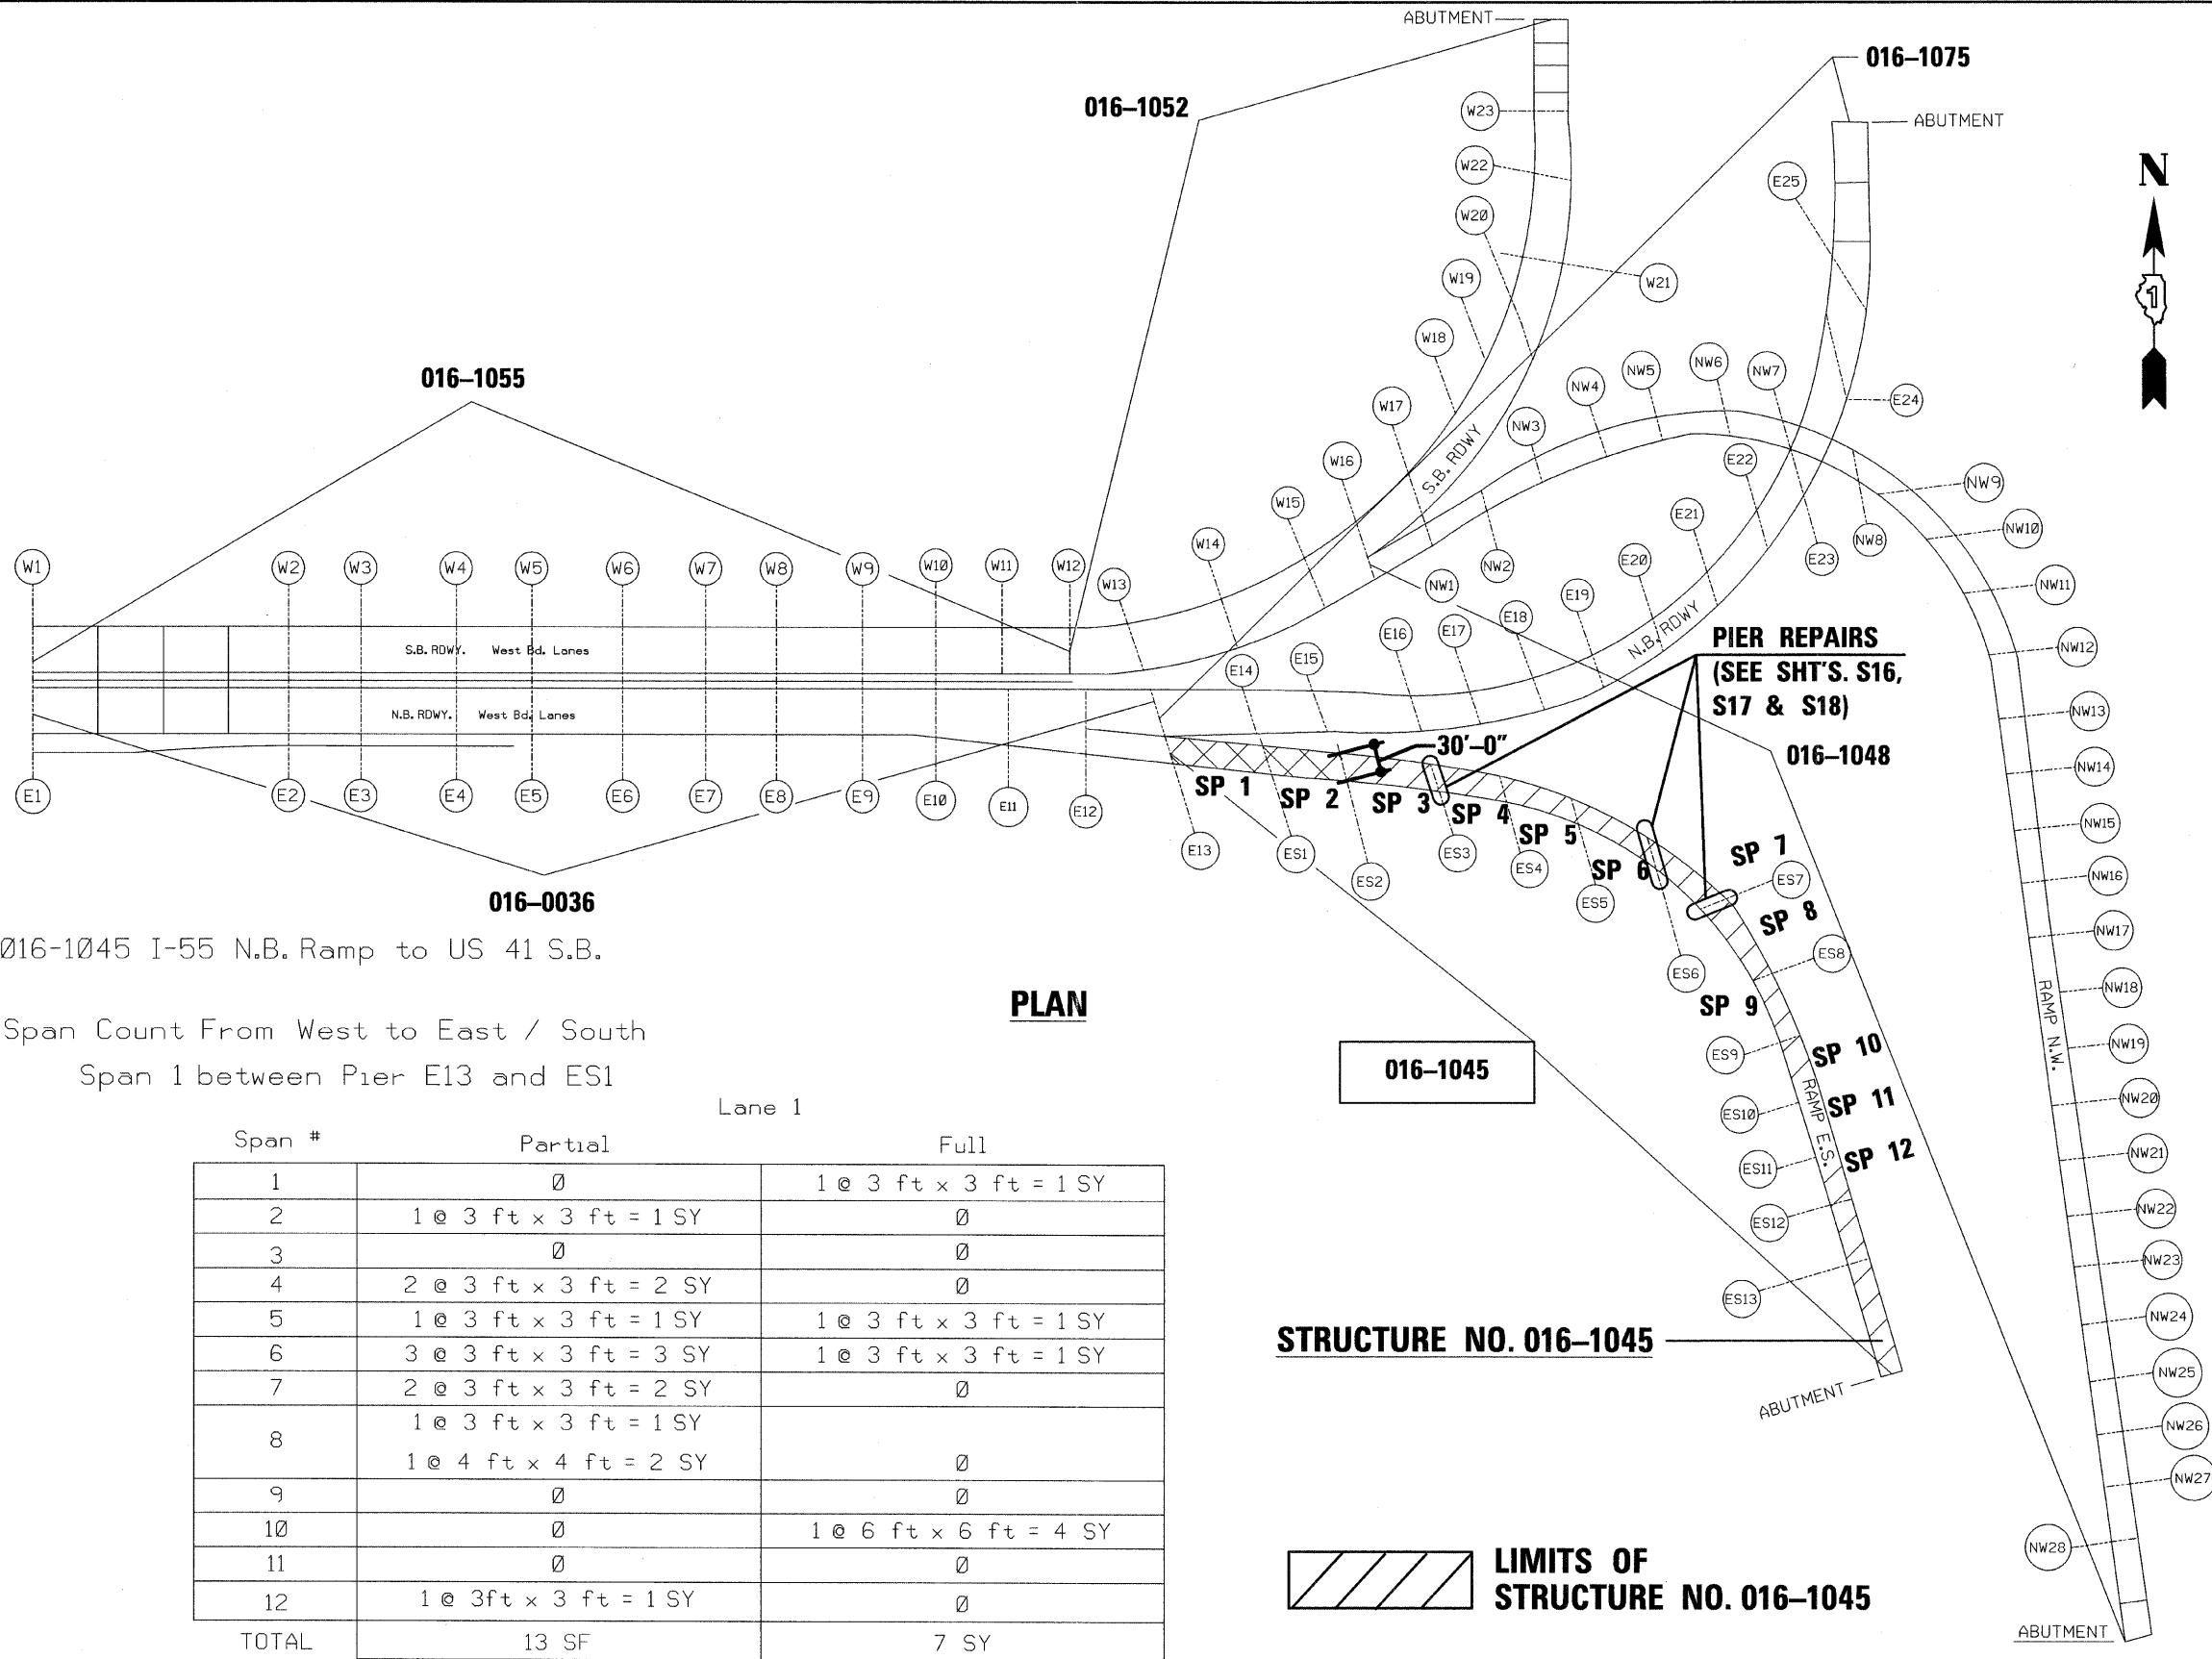 ABUTMENT
016–1075
016–1052
ABUTMENT
N
1
W23
W22
W20
W21
W19
W18
W17
W16
W15
W14
W13
E25
E24
NW3
NW4
NW5
NW6
NW7
E22
E21
E20
E19
E18
E17
E16
E15
E14
E23
NW8
NW9
NW10
NW11
NW12
NW13
NW14
NW15
NW16
NW17
NW18
NW19
NW20
NW21
NW22
NW23
NW24
NW25
NW26
NW27
NW28
NW1
NW2
S.B. RDWY
N.B. RDWY
016–1055
W1
W2
W3
W4
W5
W6
W7
W8
W9
W10
W11
W12
S.B. RDWY. West Bd. Lanes
N.B. RDWY. West Bd. Lanes
E1
E2
E3
E4
E5
E6
E7
E8
E9
E10
E11
E12
E13
016–0036
PIER REPAIRS
(SEE SHT'S. S16,
S17 & S18)
016–1048
30'–0"
SP 1
SP 2
SP 3
SP 4
SP 5
SP 6
SP 7
SP 8
SP 9
SP 10
SP 11
SP 12
ES1
ES2
ES3
ES4
ES5
ES6
ES7
ES8
ES9
ES10
ES11
ES12
ES13
RAMP E.S.
RAMP N.W.
016-1045 I-55 N.B. Ramp to US 41 S.B.
PLAN
Span Count From West to East / South
Span 1 between Pier E13 and ES1
016–1045
Lane 1
Span # Partial Full
1 Ø 1 @ 3 ft x 3 ft = 1 SY
2 1 @ 3 ft x 3 ft = 1 SY Ø
3 Ø Ø
4 2 @ 3 ft x 3 ft = 2 SY Ø
5 1 @ 3 ft x 3 ft = 1 SY 1 @ 3 ft x 3 ft = 1 SY
6 3 @ 3 ft x 3 ft = 3 SY 1 @ 3 ft x 3 ft = 1 SY
7 2 @ 3 ft x 3 ft = 2 SY Ø
8 1 @ 3 ft x 3 ft = 1 SY
1 @ 4 ft x 4 ft = 2 SY Ø
9 Ø Ø
10 Ø 1 @ 6 ft x 6 ft = 4 SY
11 Ø Ø
12 1 @ 3ft x 3 ft = 1 SY Ø
TOTAL 13 SF 7 SY
STRUCTURE NO. 016–1045
ABUTMENT
LIMITS OF
STRUCTURE NO. 016–1045
ABUTMENT